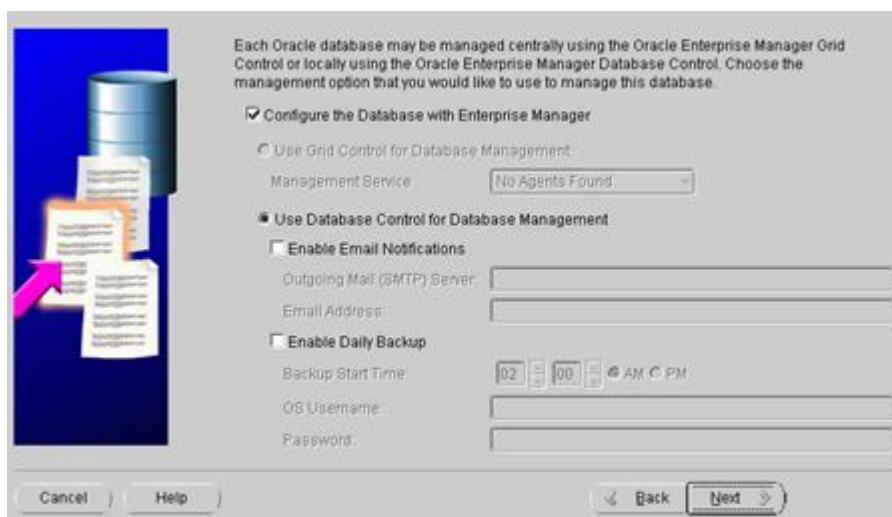 Each Oracle database may be managed centrally using the Oracle Enterprise Manager Grid
Control or locally using the Oracle Enterprise Manager Database Control. Choose the
management option that you would like to use to manage this database.
Configure the Database with Enterprise Manager
Use Grid Control for Database Management
Management Service No Agents Found
Use Database Control for Database Management
Enable Email Notifications
Outgoing Mail (SMTP) Server:
Email Address:
Enable Daily Backup
Backup Start Time: 02 00 AM PM
OS Username:
Password:
Cancel Help Back Next